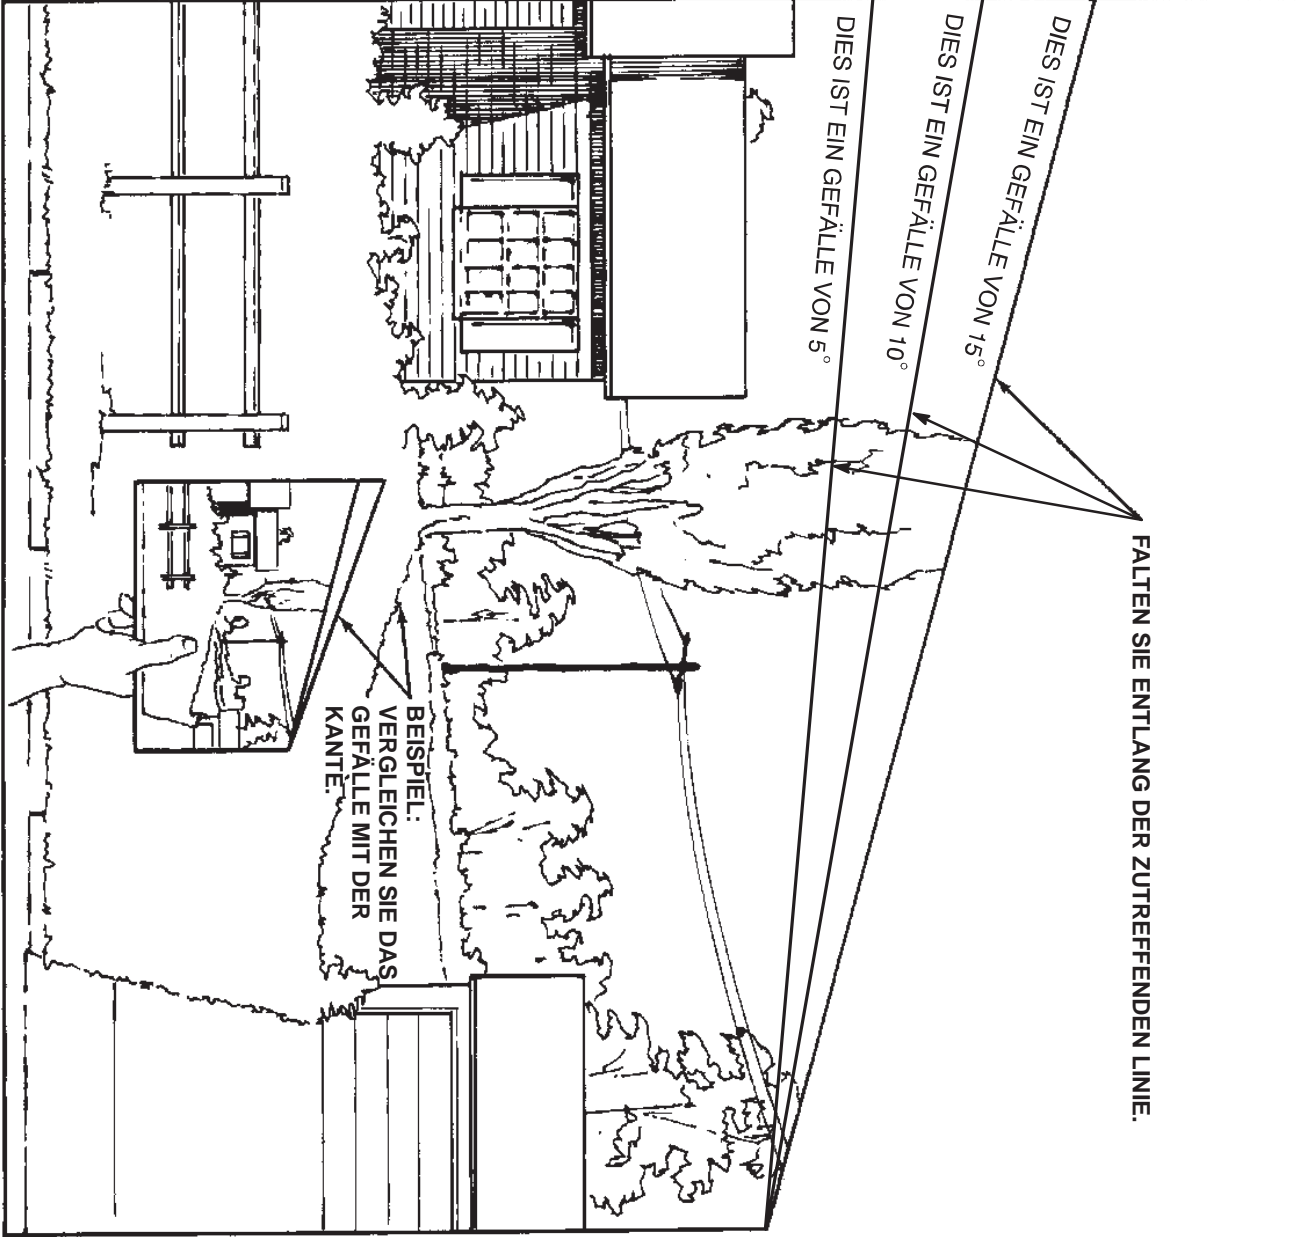 FALTEN SIE ENTLANG DER ZUTREFFENDEN LINIE.
DIES IST EIN GEFÄLLE VON 15°
DIES IST EIN GEFÄLLE VON 10°
DIES IST EIN GEFÄLLE VON 5°
BEISPIEL:
VERGLEICHEN SIE DAS
GEFÄLLE MIT DER
KANTE.